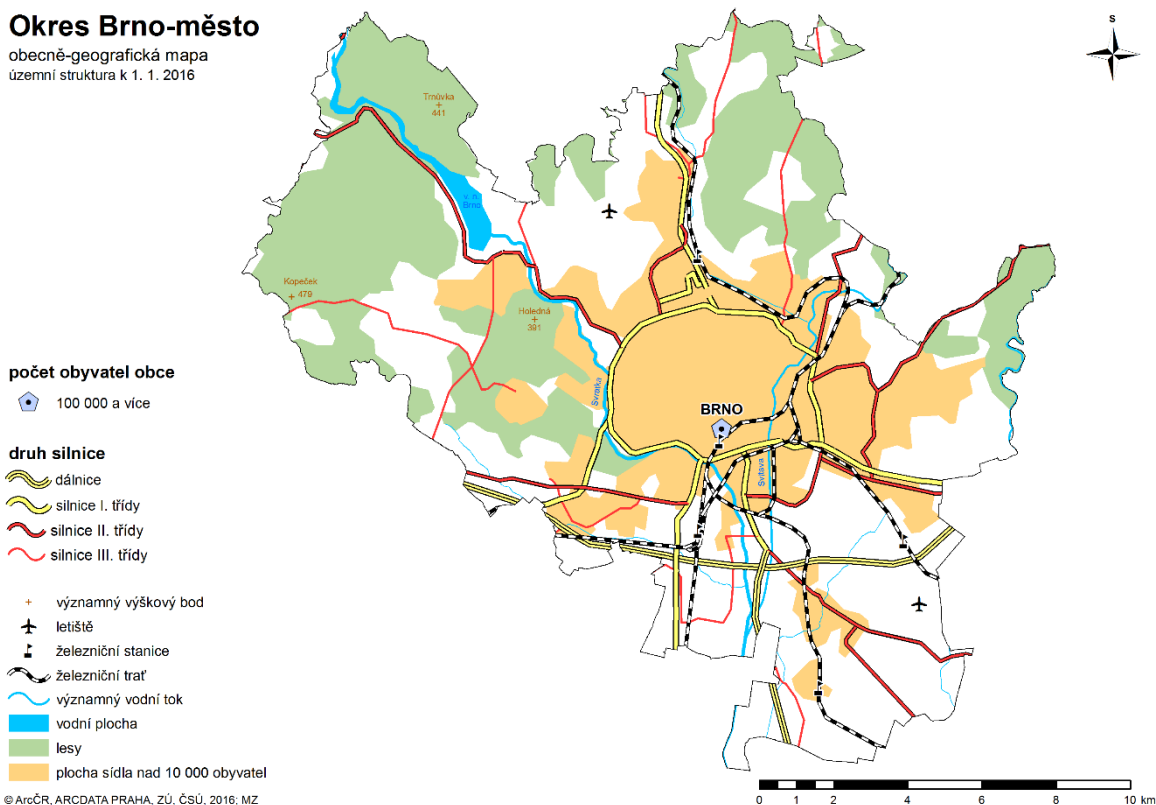 Okres Brno-město
obecně-geografická mapa
územní struktura k 1. 1. 2016
S
Trnůvka
441
v. n.
Brno
Kopeček
479
Holedná
391
Svratka
BRNO
Svitava
počet obyvatel obce
100 000 a více
druh silnice
dálnice
silnice I. třídy
silnice II. třídy
silnice III. třídy
významný výškový bod
letiště
železniční stanice
železniční trať
významný vodní tok
vodní plocha
lesy
plocha sídla nad 10 000 obyvatel
© ArcČR, ARCDATA PRAHA, ZÚ, ČSÚ, 2016; MZ
0 1 2 4 6 8 10 km